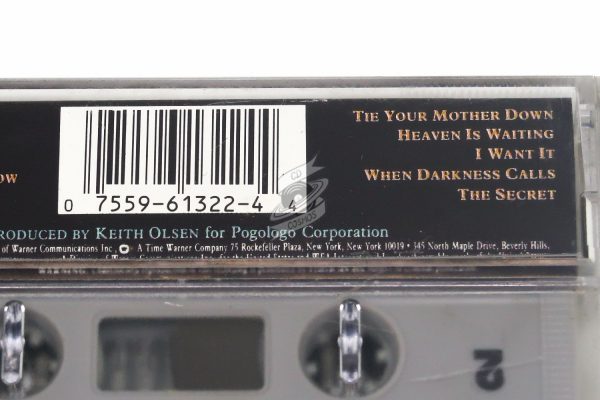 TIE YOUR MOTHER DOWN
HEAVEN IS WAITING
I WANT IT
WHEN DARKNESS CALLS
THE SECRET
OW
0 7559-61322-4 4
RODUCED BY KEITH OLSEN for Pogologo Corporation
of Warner Communications Inc., A Time Warner Company 75 Rockefeller Plaza, New York, New York 10019 • 345 North Maple Drive, Beverly Hills,
CD
2